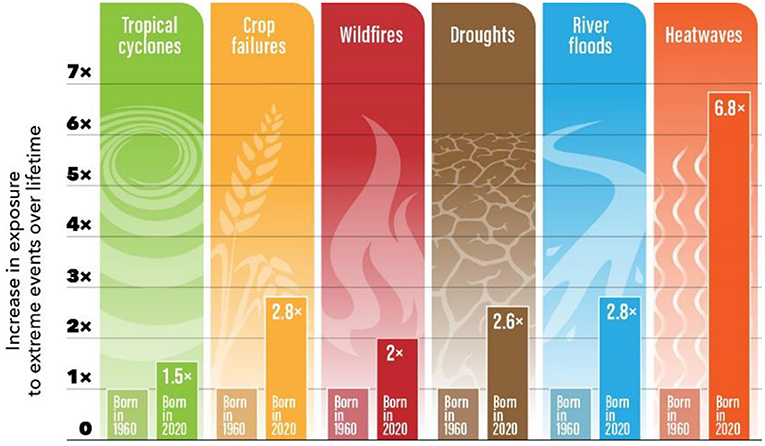 Tropical
cyclones
Crop
failures
Wildfires
Droughts
River
floods
Heatwaves
7×
6×
5×
4×
3×
2×
1×
0
Increase in exposure
to extreme events over lifetime
Born
in
1960
1.5×
Born
in
2020
Born
in
1960
2.8×
Born
in
2020
Born
in
1960
2×
Born
in
2020
Born
in
1960
2.6×
Born
in
2020
Born
in
1960
2.8×
Born
in
2020
Born
in
1960
6.8×
Born
in
2020